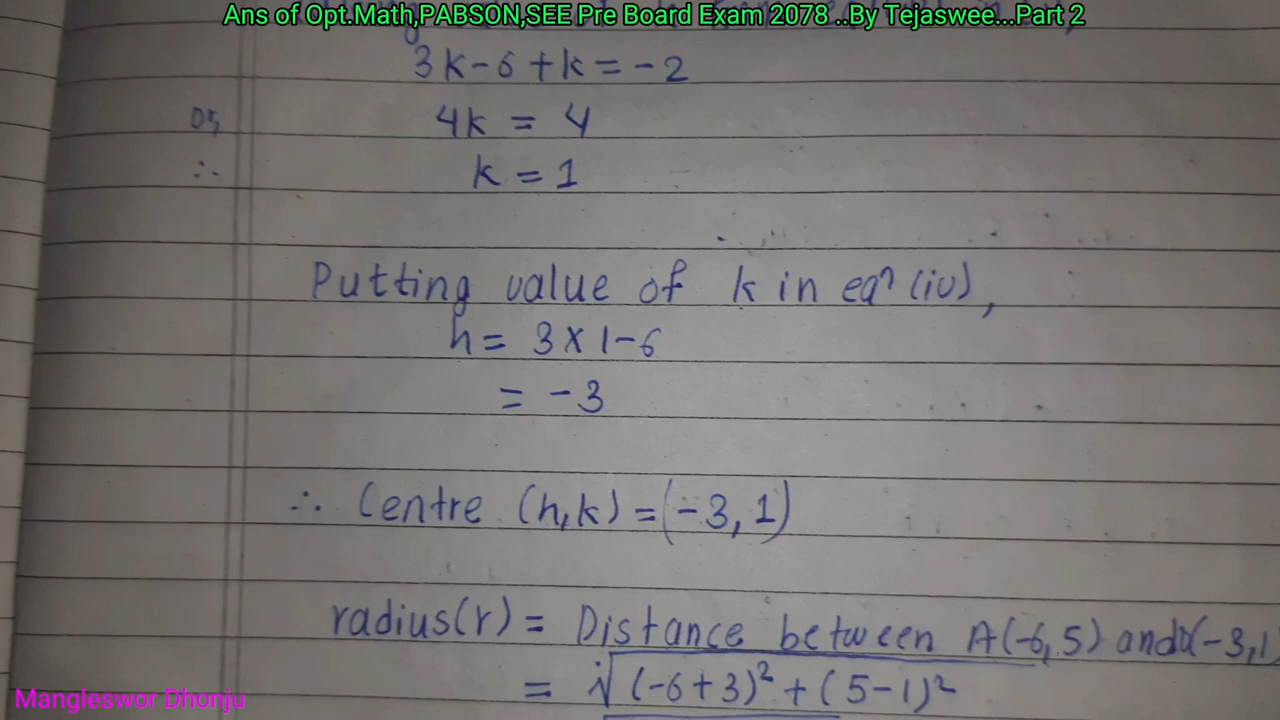 Ans of Opt.Math,PABSON,SEE Pre Board Exam 2078 ..By Tejaswee...Part 2
3k-6+k=-2
or, 4k = 4
∴ k=1
Putting value of k in eqⁿ (iv),
h= 3×1-6
= -3
∴ Centre (h,k)=(-3,1)
radius(r)= Distance between A(-6,5) and (-3,1
= √(-6+3)²+(5-1)²
Mangleswor Dhonju